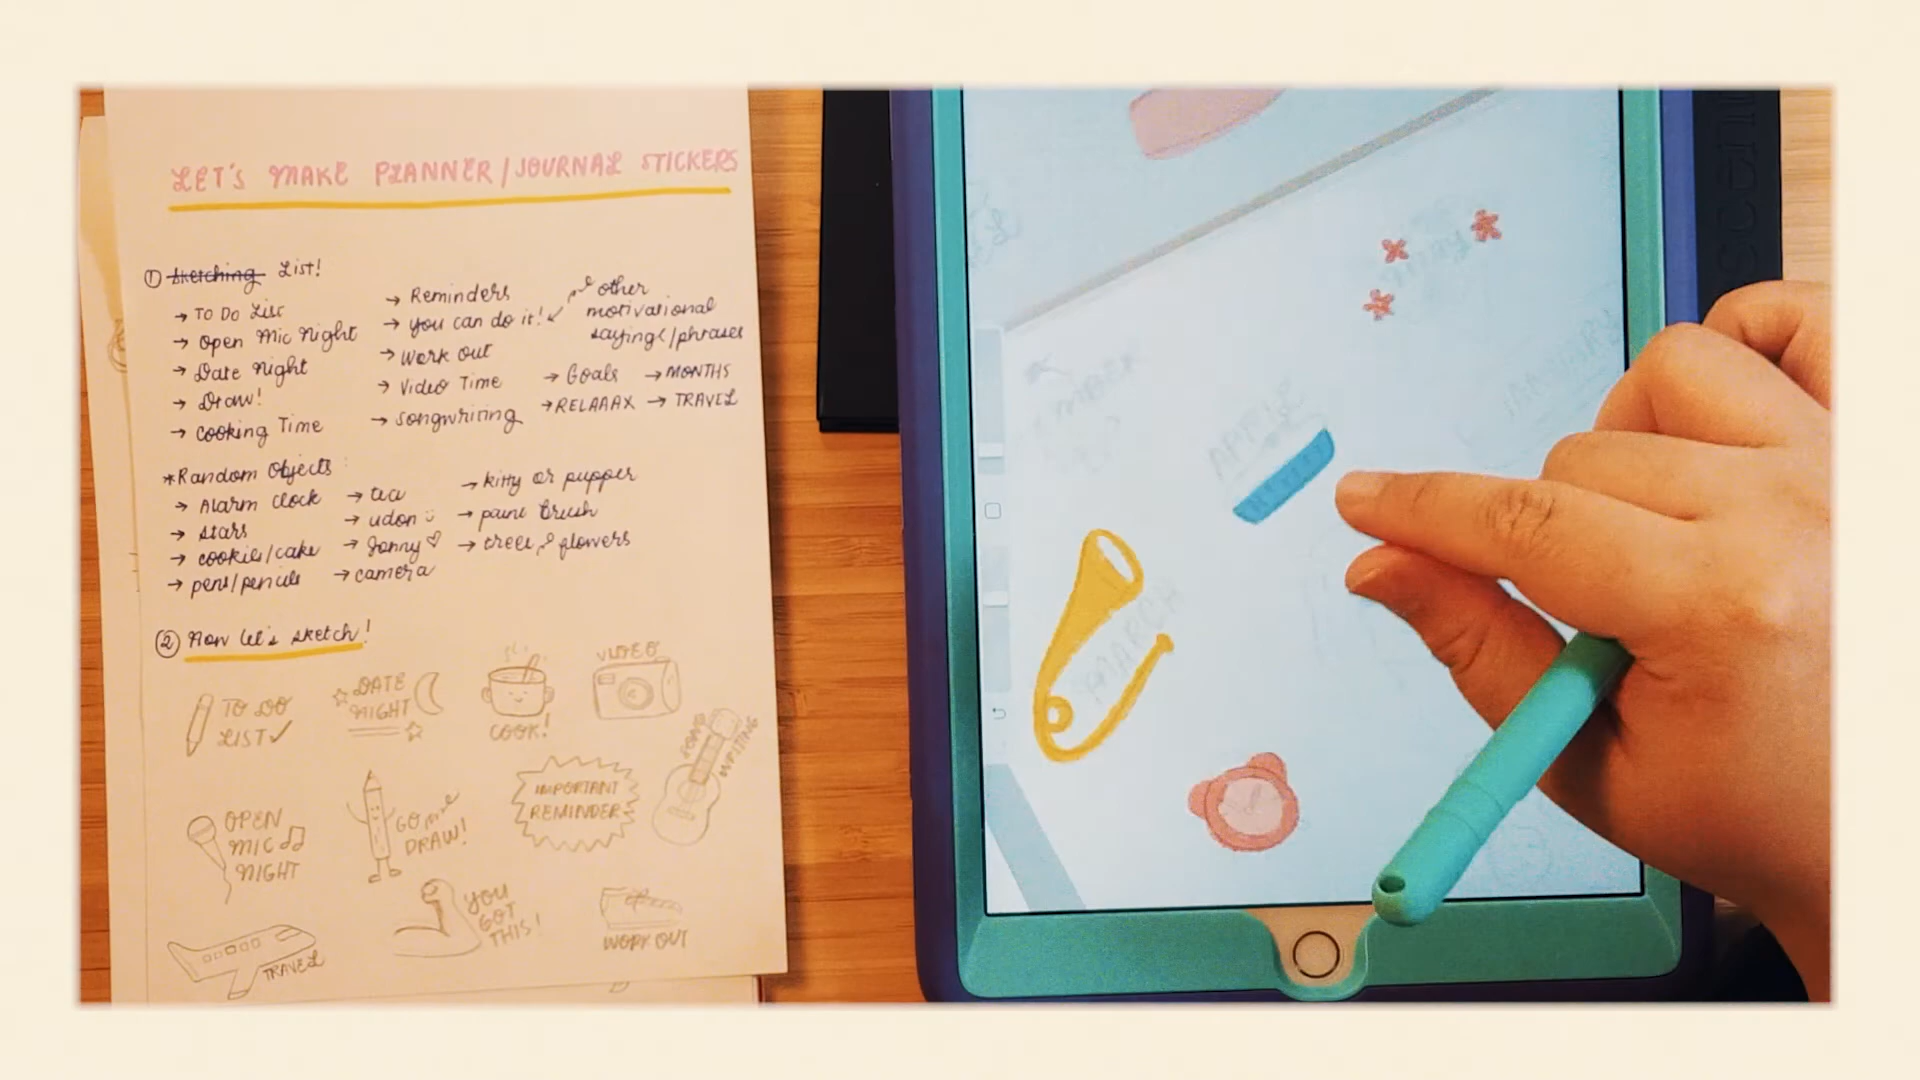 LET'S MAKE PLANNER/JOURNAL STICKERS
① Sketching List!
→ TO DO List
→ Open Mic Night
→ Date Night
→ Draw!
→ Cooking Time
→ Reminders
→ You can do it!
→ Work out
→ Video Time
→ songwriting
other
motivational
sayings/phrases
→ Goals
→ RELAAAX
→ MONTHS
→ TRAVEL
*Random Objects:
→ Alarm clock
→ stars
→ cookie/cake
→ pens/pencils
→ tea
→ udon
→ Jonny ♡
→ camera
→ kitty or pupper
→ paint brush
→ trees & flowers
② Now let's sketch!
TO DO
LIST✓
DATE
NIGHT
COOK!
VIDEO
SONG
WRITING
OPEN
MIC
NIGHT
GO
DRAW!
IMPORTANT
REMINDER
TRAVEL
YOU
GOT
THIS!
WORK OUT
APRIL
MARCH
May
JANUARY